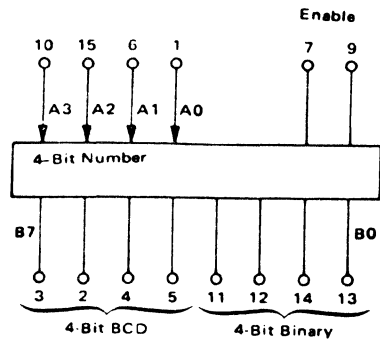 Enable
10 15 6 1 7 9
A3 A2 A1 A0
4-Bit Number
B7 B0
3 2 4 5 11 12 14 13
4-Bit BCD 4-Bit Binary